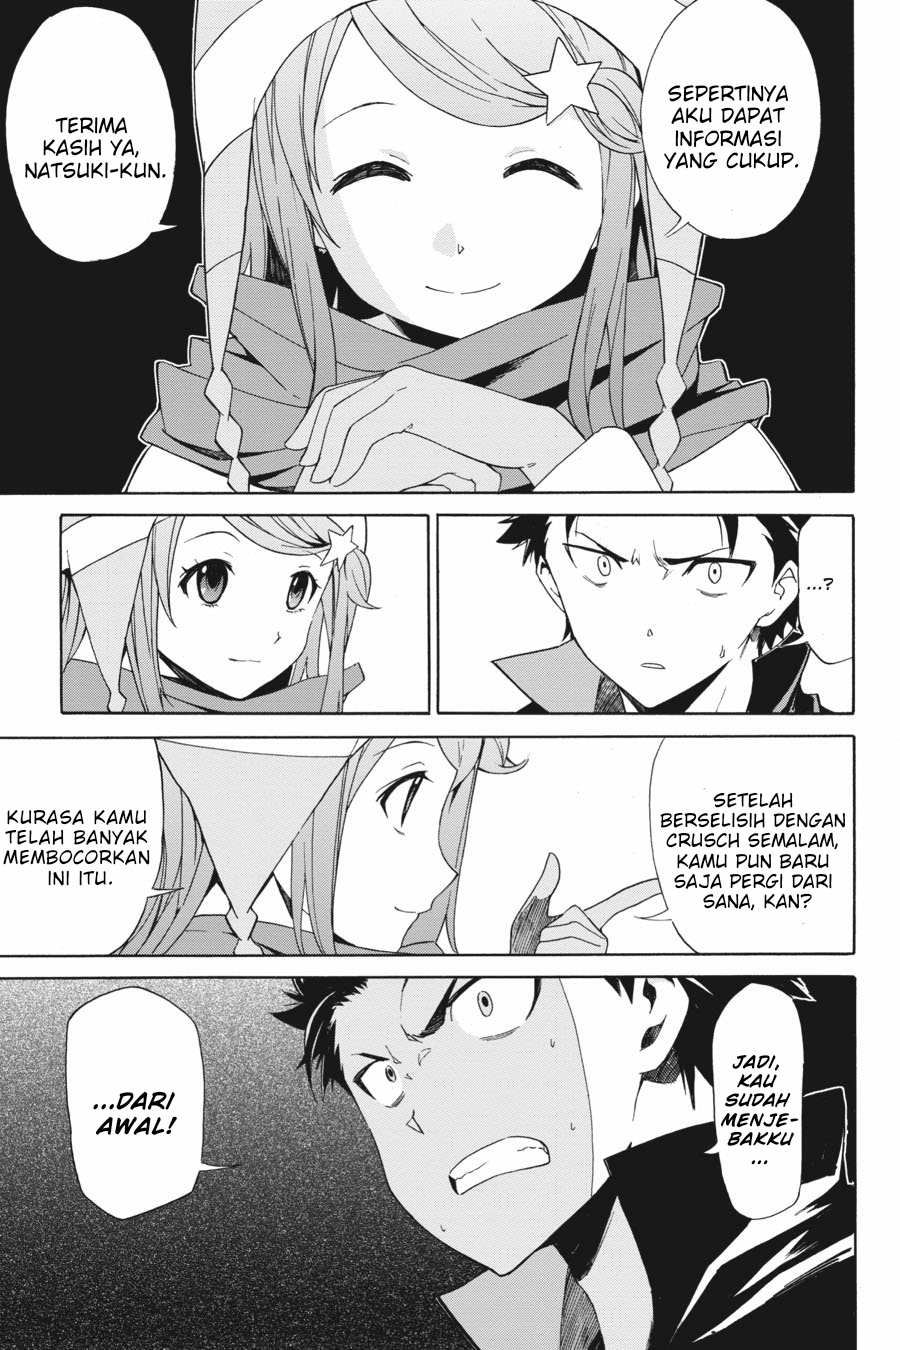 SEPERTINYA
AKU DAPAT
INFORMASI
YANG CUKUP.
TERIMA
KASIH YA,
NATSUKI-KUN.
...?
SETELAH
BERSELISIH DENGAN
CRUSCH SEMALAM,
KAMU PUN BARU
SAJA PERGI DARI
SANA, KAN?
KURASA KAMU
TELAH BANYAK
MEMBOCORKAN
INI ITU.
JADI,
KAU
SUDAH
MENJE-
BAKKU
...
...DARI
AWAL!